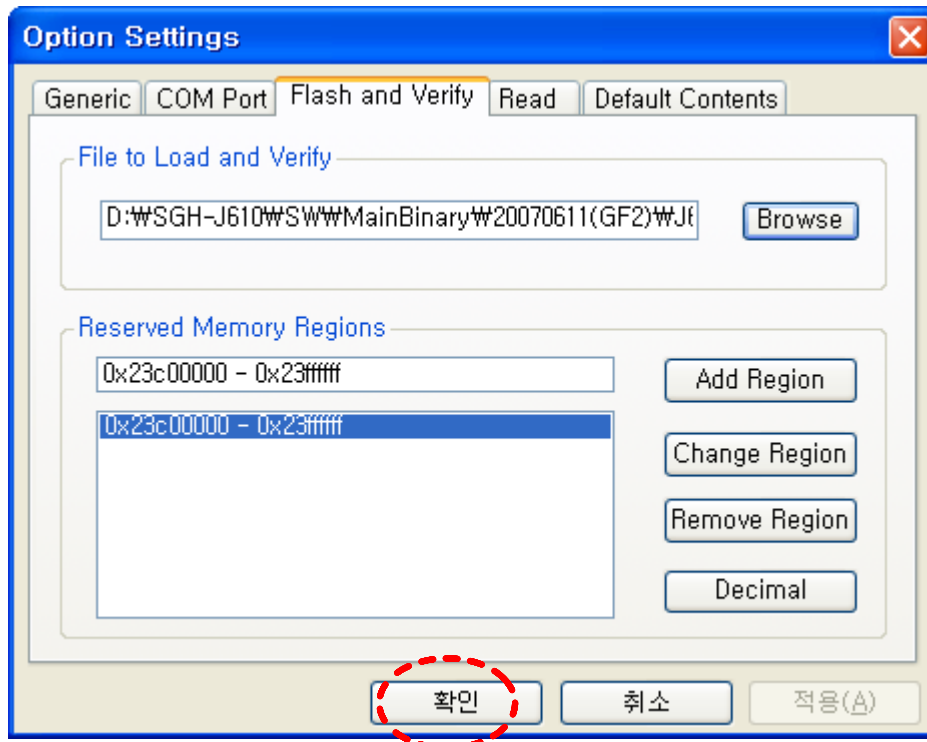 Option Settings
Generic COM Port Flash and Verify Read Default Contents
File to Load and Verify
D:₩SGH-J610₩SW₩MainBinary₩20070611(GF2)₩J6 Browse
Reserved Memory Regions
0x23c00000 - 0x23ffffff Add Region
0x23c00000 - 0x23ffffff
Change Region
Remove Region
Decimal
확인 취소 적용(A)